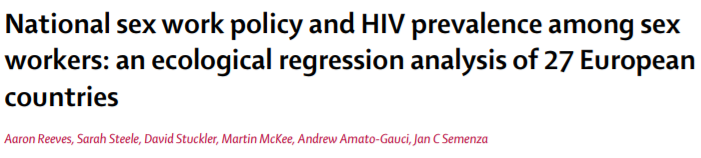 National sex work policy and HIV prevalence among sex
workers: an ecological regression analysis of 27 European
countries
Aaron Reeves, Sarah Steele, David Stuckler, Martin McKee, Andrew Amato-Gauci, Jan C Semenza